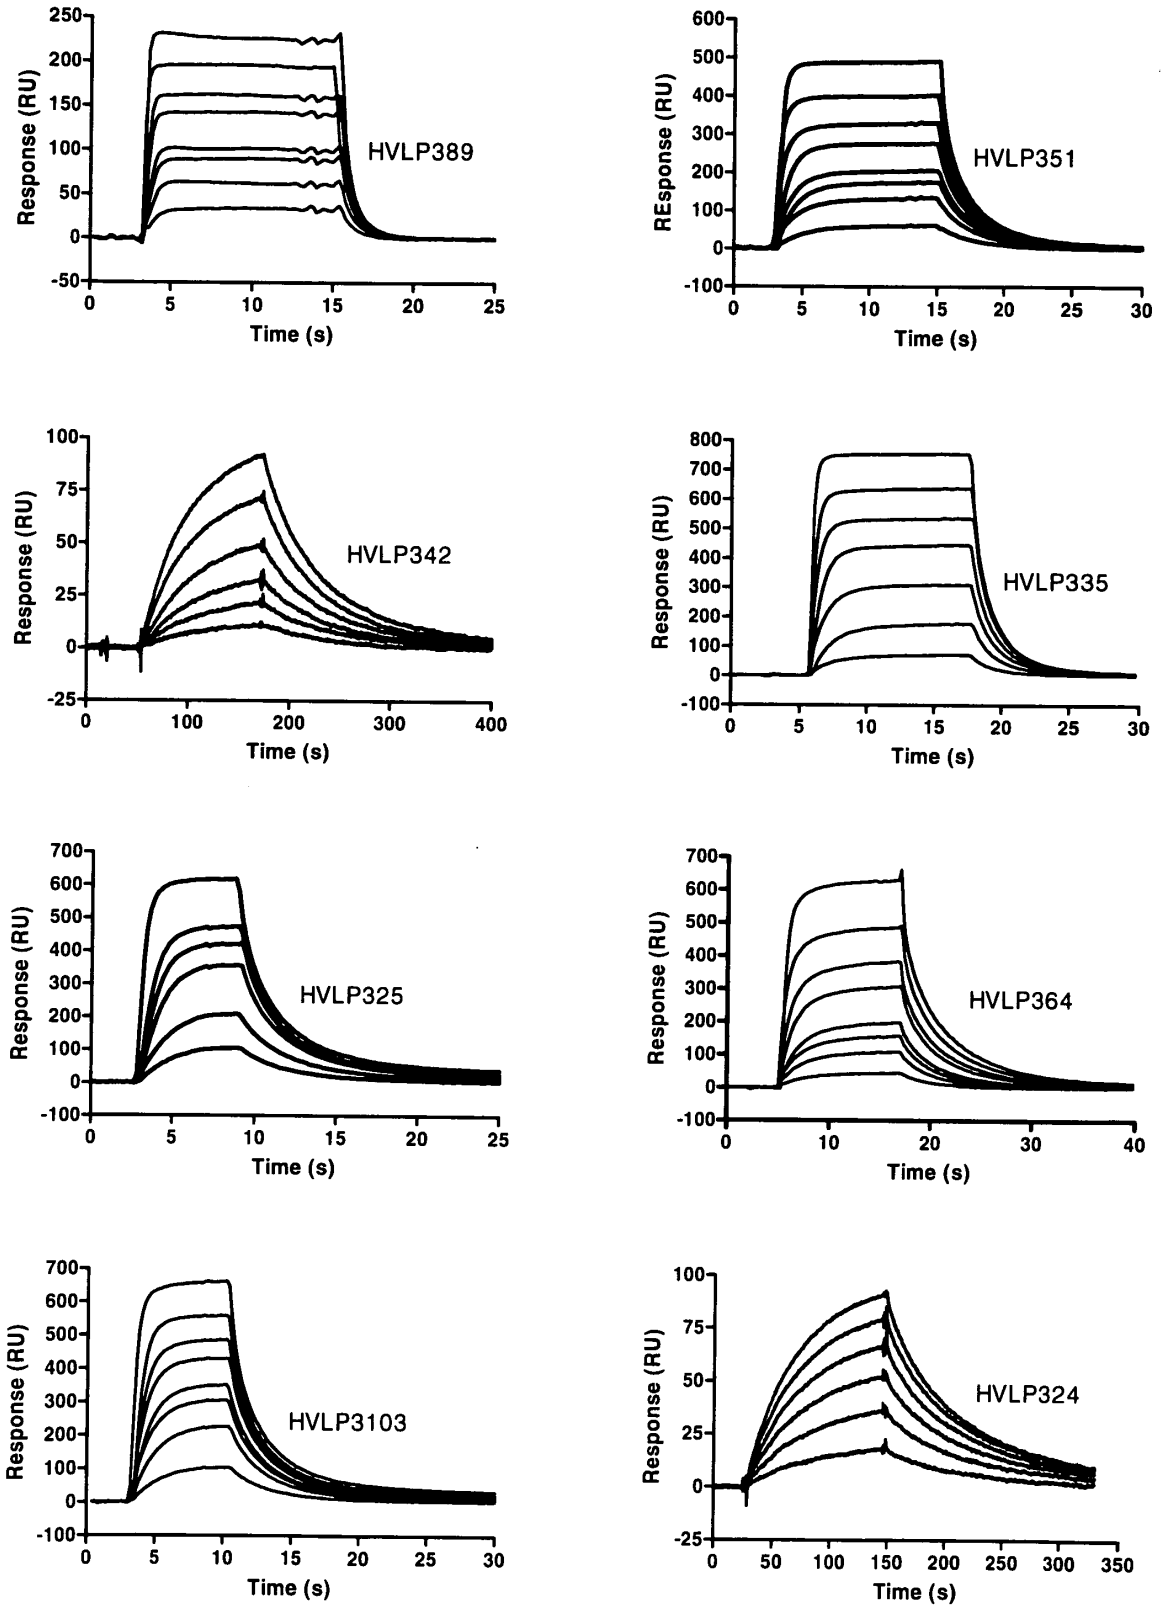 250
200
150
100
50
0
-50
Response (RU)
HVLP389
0 5 10 15 20 25
Time (s)
600
500
400
300
200
100
0
-100
REsponse (RU)
HVLP351
0 5 10 15 20 25 30
Time (s)
100
75
50
25
0
-25
Response (RU)
HVLP342
0 100 200 300 400
Time (s)
800
700
600
500
400
300
200
100
0
-100
Response (RU)
HVLP335
0 5 10 15 20 25 30
Time (s)
700
600
500
400
300
200
100
0
-100
Response (RU)
HVLP325
0 5 10 15 20 25
Time (s)
700
600
500
400
300
200
100
0
-100
Response (RU)
HVLP364
0 10 20 30 40
Time (s)
700
600
500
400
300
200
100
0
-100
Response (RU)
HVLP3103
0 5 10 15 20 25 30
Time (s)
100
75
50
25
0
-25
Response (RU)
HVLP324
0 50 100 150 200 250 300 350
Time (s)